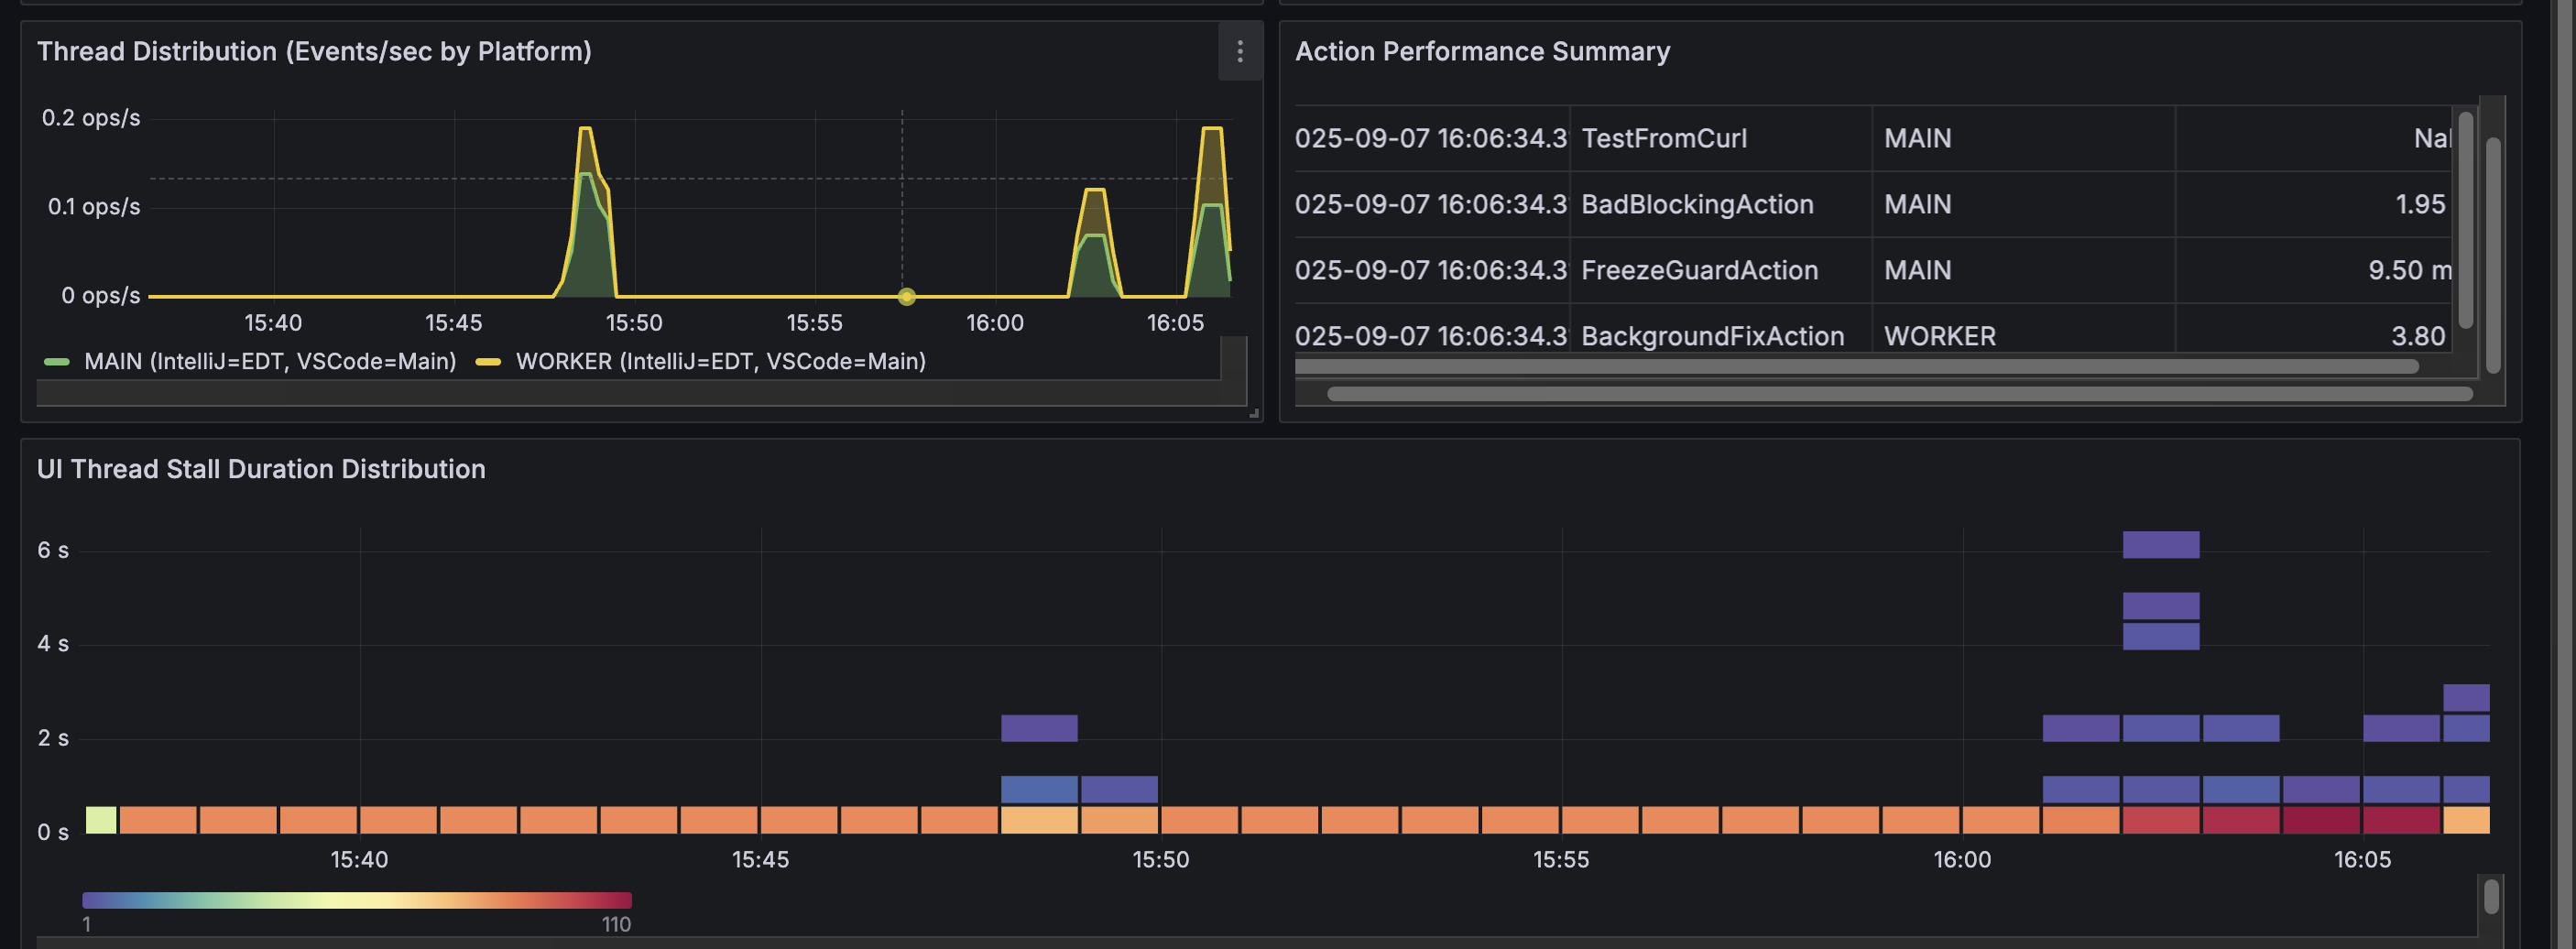 Thread Distribution (Events/sec by Platform)
0.2 ops/s
0.1 ops/s
0 ops/s
15:40 15:45 15:50 15:55 16:00 16:05
MAIN (IntelliJ=EDT, VSCode=Main) WORKER (IntelliJ=EDT, VSCode=Main)
Action Performance Summary
025-09-07 16:06:34.3 TestFromCurl MAIN Na
025-09-07 16:06:34.3 BadBlockingAction MAIN 1.95
025-09-07 16:06:34.3 FreezeGuardAction MAIN 9.50 m
025-09-07 16:06:34.3 BackgroundFixAction WORKER 3.80
UI Thread Stall Duration Distribution
6 s
4 s
2 s
0 s
15:40 15:45 15:50 15:55 16:00 16:05
1 110